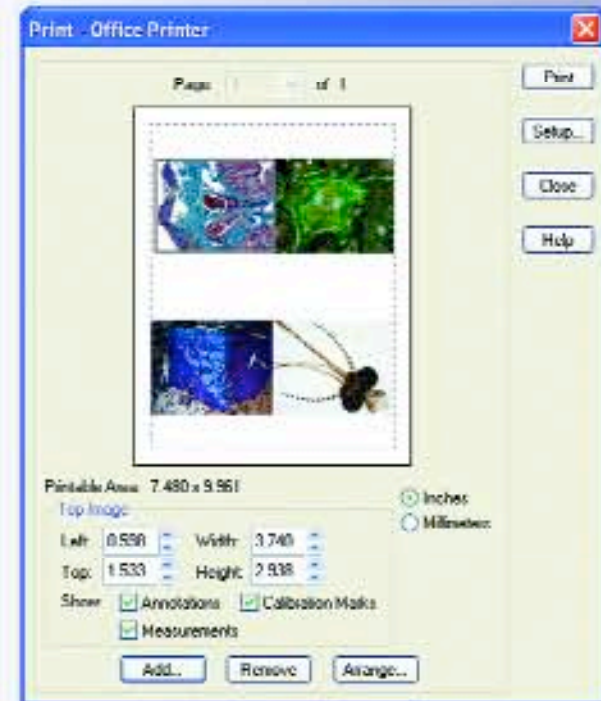 Print - Office Printer
Page: 1 of 1
Print
Setup...
Close
Help
Printable Area: 7.480 x 9.961
Inches
Millimeters
Top Image
Left: 0.598 Width: 3.740
Top: 1.533 Height: 2.938
Show: Annotations Calibration Marks
Measurements
Add... Remove Arrange...